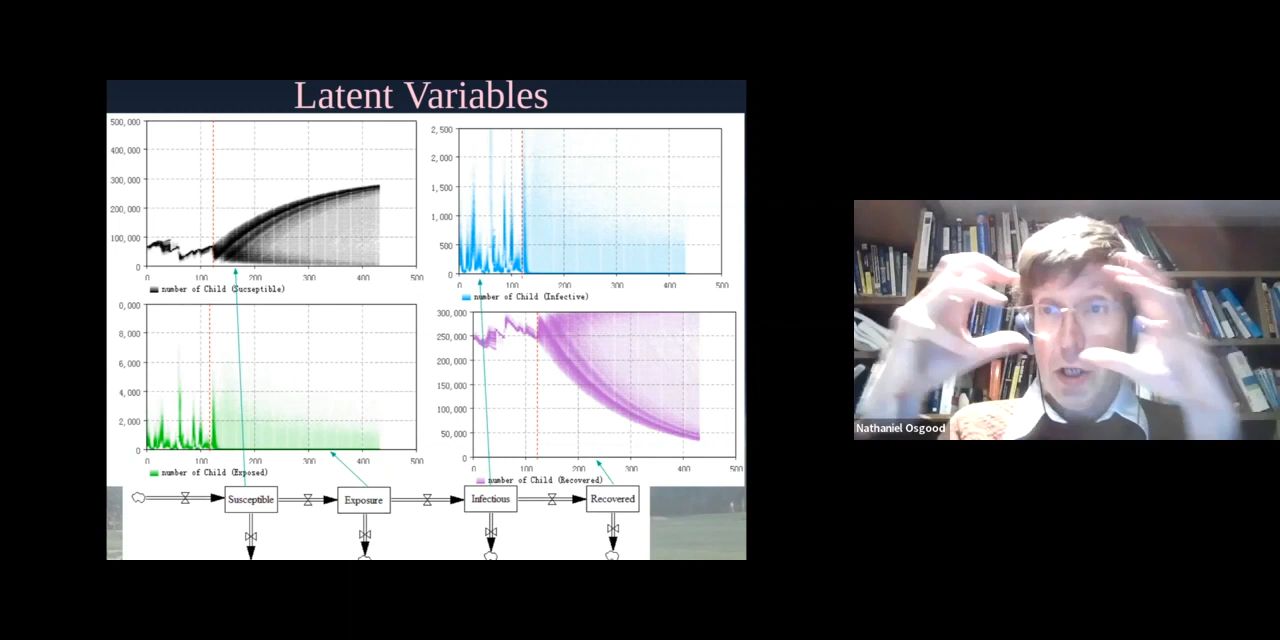 Latent Variables
500,000
400,000
300,000
200,000
100,000
0
0 100 200 300 400 500
number of Child (Sucsceptible)
2,500
2,000
1,500
1,000
500
0
0 100 200 300 400 500
number of Child (Infective)
0,000
8,000
6,000
4,000
2,000
0
0 100 200 300 400 500
number of Child (Exposed)
300,000
250,000
200,000
150,000
100,000
50,000
0
0 100 200 300 400 500
number of Child (Recovered)
Susceptible
Exposure
Infectious
Recovered
Nathaniel Osgood